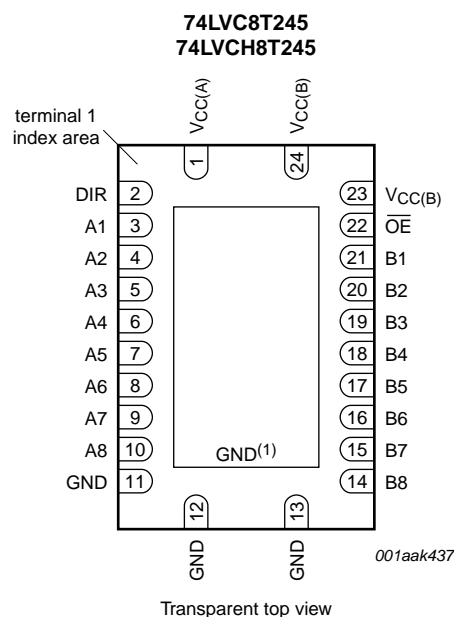 74LVC8T245
74LVCH8T245
terminal 1
index area
VCC(A)
VCC(B)
1
24
DIR 2
23 VCC(B)
A1 3
22 OE
A2 4
21 B1
A3 5
20 B2
A4 6
19 B3
A5 7
18 B4
A6 8
17 B5
A7 9
16 B6
A8 10
15 B7
GND 11
14 B8
GND(1)
12
13
GND
GND
001aak437
Transparent top view